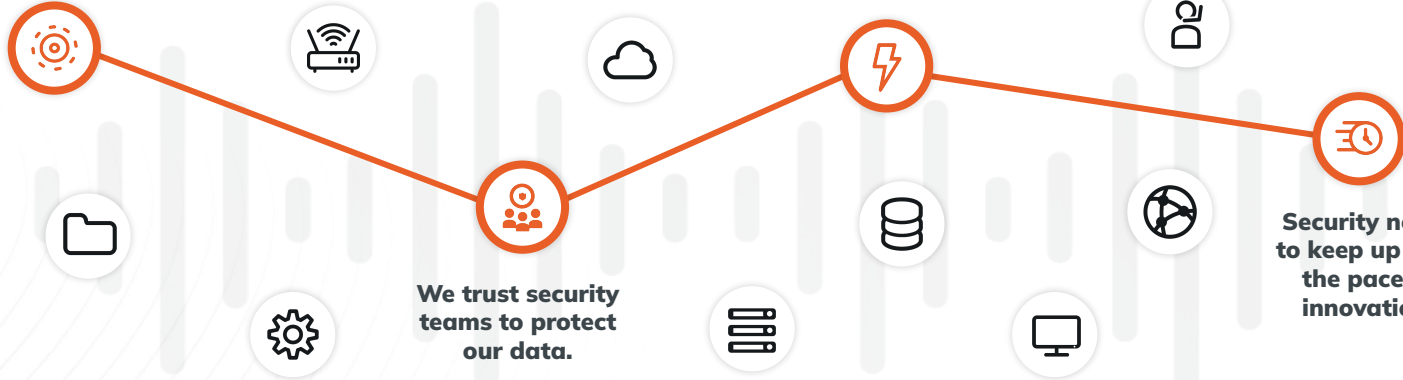 We trust security
teams to protect
our data.
Security
to keep up
the pace